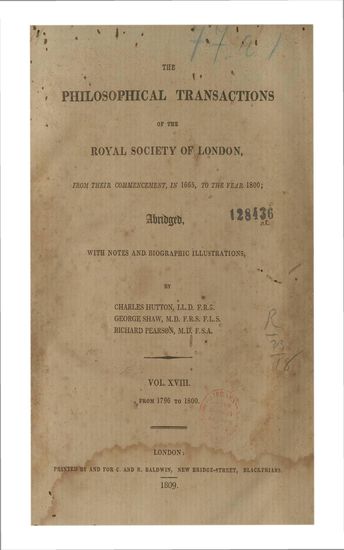 THE
PHILOSOPHICAL TRANSACTIONS
OF THE
ROYAL SOCIETY OF LONDON,
FROM THEIR COMMENCEMENT, IN 1665, TO THE YEAR 1800;
Abridged,
128436
WITH NOTES AND BIOGRAPHIC ILLUSTRATIONS,
BY
CHARLES HUTTON, LL.D. F.R.S.
GEORGE SHAW, M.D. F.R.S. F.L.S.
RICHARD PEARSON, M.D. F.S.A.
VOL. XVIII.
FROM 1796 TO 1800.
LONDON:
PRINTED BY AND FOR C. AND R. BALDWIN, NEW BRIDGE-STREET, BLACKFRIARS.
1809.